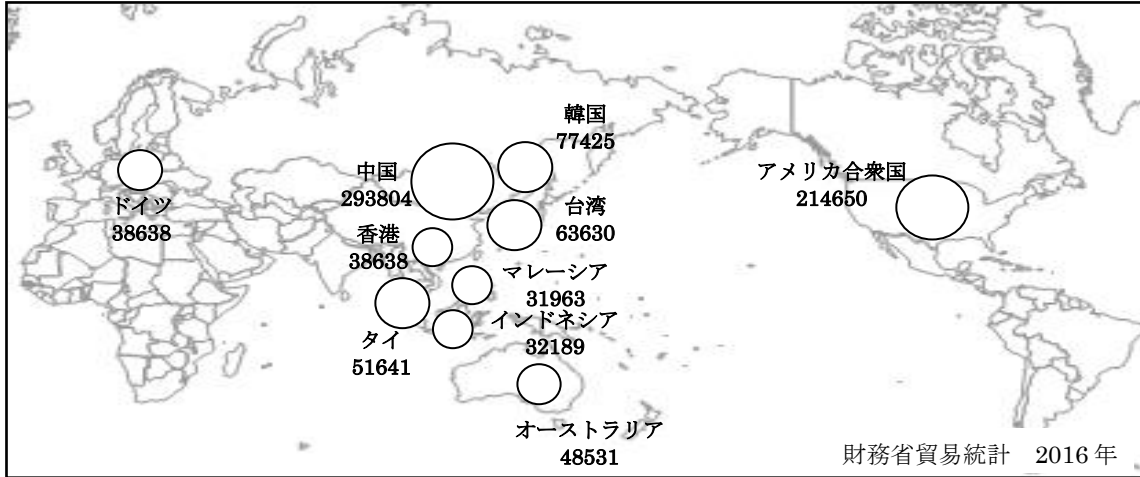 韓国
77425
中国
293804
アメリカ合衆国
214650
ドイツ
38638
台湾
63630
香港
38638
マレーシア
31963
インドネシア
32189
タイ
51641
オーストラリア
48531
財務省貿易統計　2016 年